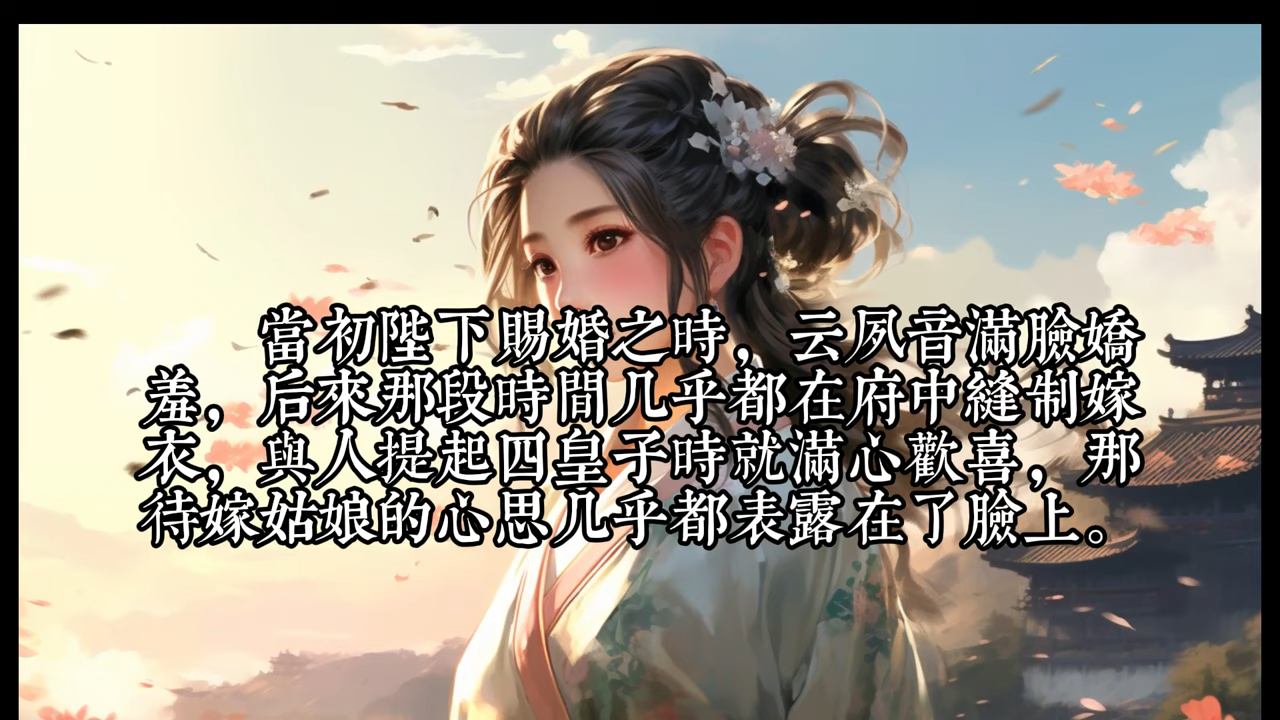 當初陛下賜婚之時，云夙音滿臉嬌
羞，后來那段時間几乎都在府中縫制嫁
衣，與人提起四皇子時就滿心歡喜，那
待嫁姑娘的心思几乎都表露在了臉上。